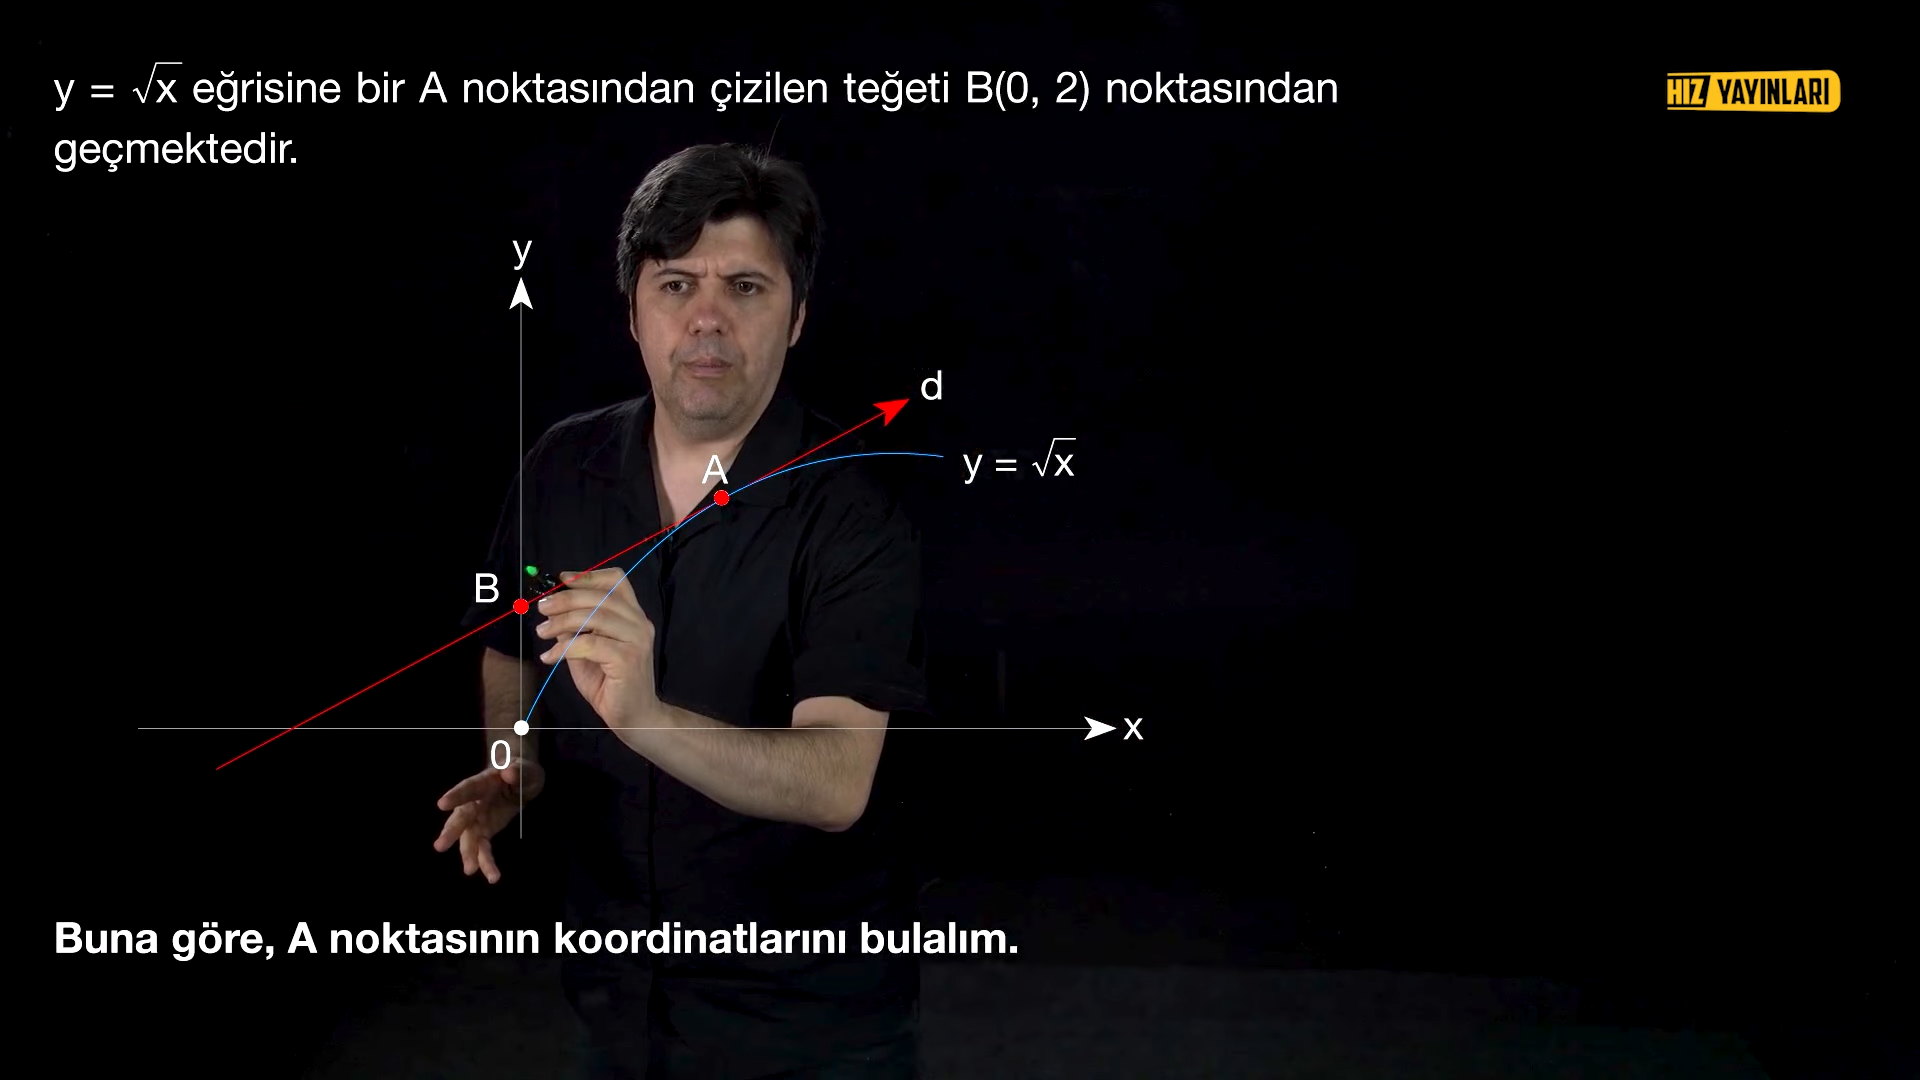 y = √x eğrisine bir A noktasından çizilen teğeti B(0, 2) noktasından
geçmektedir.
HIZ YAYINLARI
y
d
A
y = √x
B
x
0
Buna göre, A noktasının koordinatlarını bulalım.